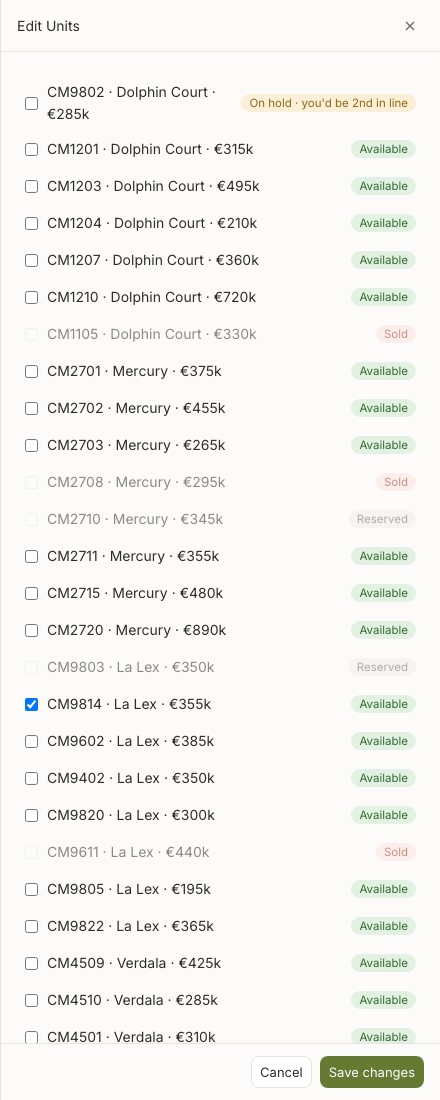 Edit Units ×
CM9802 · Dolphin Court ·
€285k On hold · you'd be 2nd in line
CM1201 · Dolphin Court · €315k Available
CM1203 · Dolphin Court · €495k Available
CM1204 · Dolphin Court · €210k Available
CM1207 · Dolphin Court · €360k Available
CM1210 · Dolphin Court · €720k Available
CM1105 · Dolphin Court · €330k Sold
CM2701 · Mercury · €375k Available
CM2702 · Mercury · €455k Available
CM2703 · Mercury · €265k Available
CM2708 · Mercury · €295k Sold
CM2710 · Mercury · €345k Reserved
CM2711 · Mercury · €355k Available
CM2715 · Mercury · €480k Available
CM2720 · Mercury · €890k Available
CM9803 · La Lex · €350k Reserved
CM9814 · La Lex · €355k Available
CM9602 · La Lex · €385k Available
CM9402 · La Lex · €350k Available
CM9820 · La Lex · €300k Available
CM9611 · La Lex · €440k Sold
CM9805 · La Lex · €195k Available
CM9822 · La Lex · €365k Available
CM4509 · Verdala · €425k Available
CM4510 · Verdala · €285k Available
CM4501 · Verdala · €310k Available
Cancel Save changes